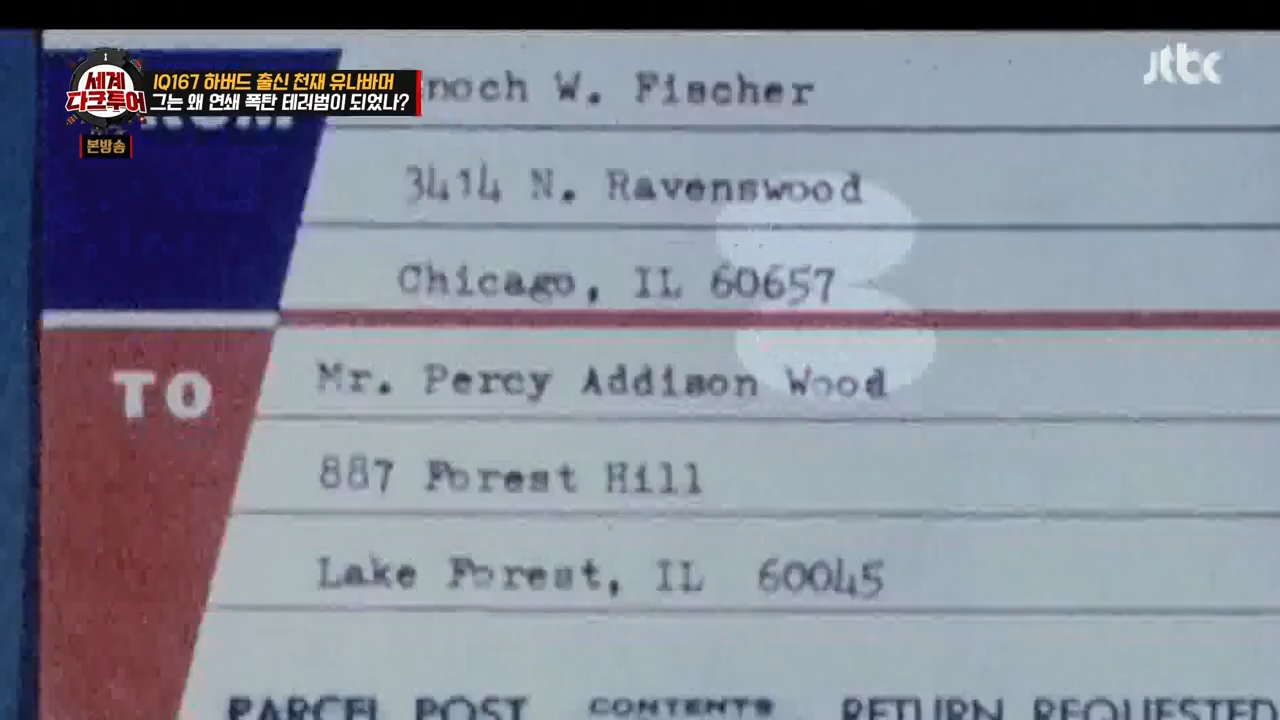 세계
다크투어
본방송
IQ167 하버드 출신 천재 유나바머
그는 왜 연쇄 폭탄 테러범이 되었나?
jtbc
noch W. Fischer
3414 N. Ravenswood
Chicago, IL 60657
TO
Mr. Percy Addison Wood
887 Forest Hill
Lake Forest, IL 60045
PARCEL POST CONTENTS RETURN REQUESTED